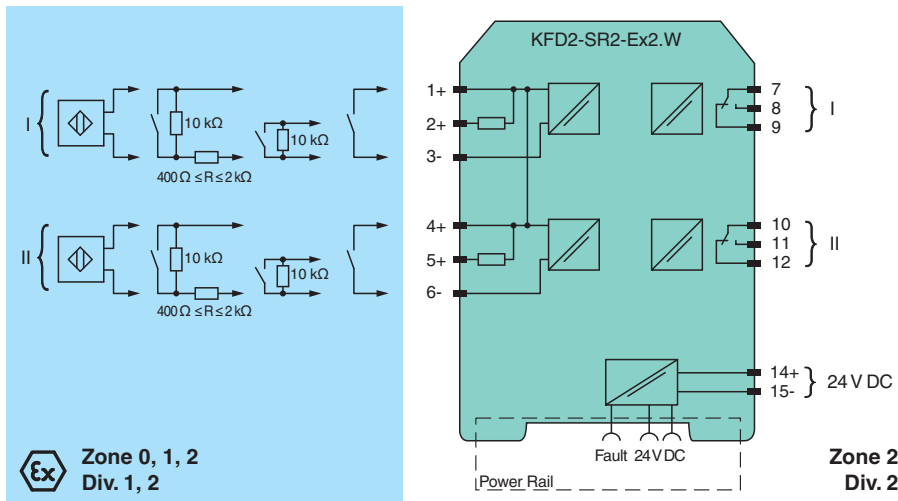 KFD2-SR2-Ex2.W
I
10 kΩ
10 kΩ
400 Ω ≤ R ≤ 2 kΩ
1+
2+
3-
7
8
9
I
II
10 kΩ
10 kΩ
400 Ω ≤ R ≤ 2 kΩ
4+
5+
6-
10
11
12
II
14+
15-
24 V DC
Fault 24 V DC
Power Rail
Ex
Zone 0, 1, 2
Div. 1, 2
Zone 2
Div. 2